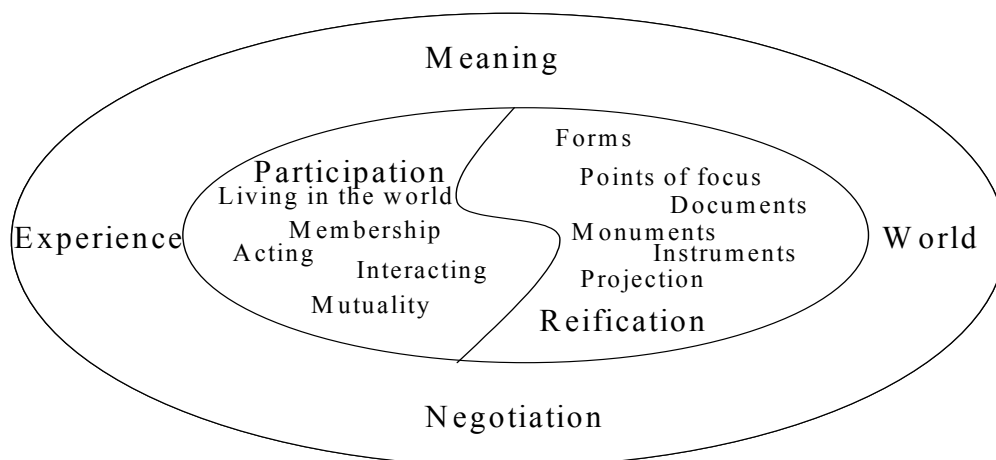 Meaning
Experience
Participation
Living in the world
Membership
Acting
Interacting
Mutuality
Forms
Points of focus
Documents
Monuments
Instruments
Projection
Reification
World
Negotiation